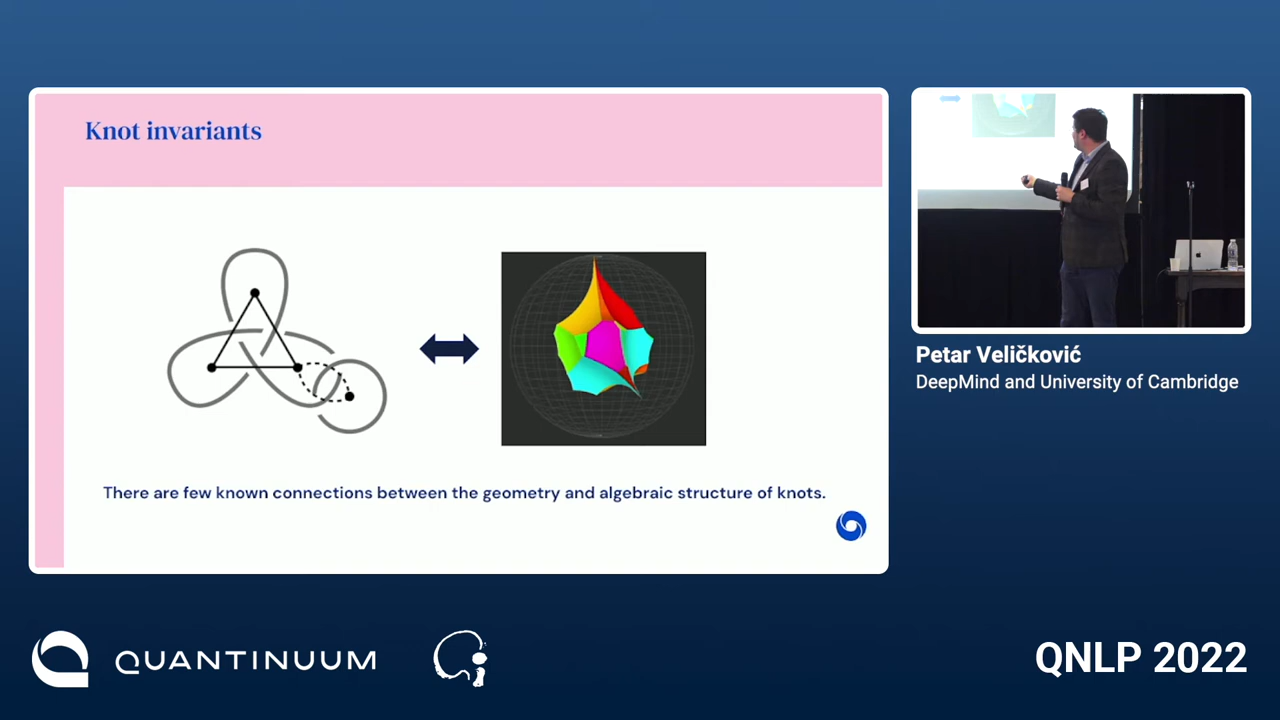 Knot invariants
There are few known connections between the geometry and algebraic structure of knots.
Petar Veličković
DeepMind and University of Cambridge
QUANTINUUM
QNLP 2022